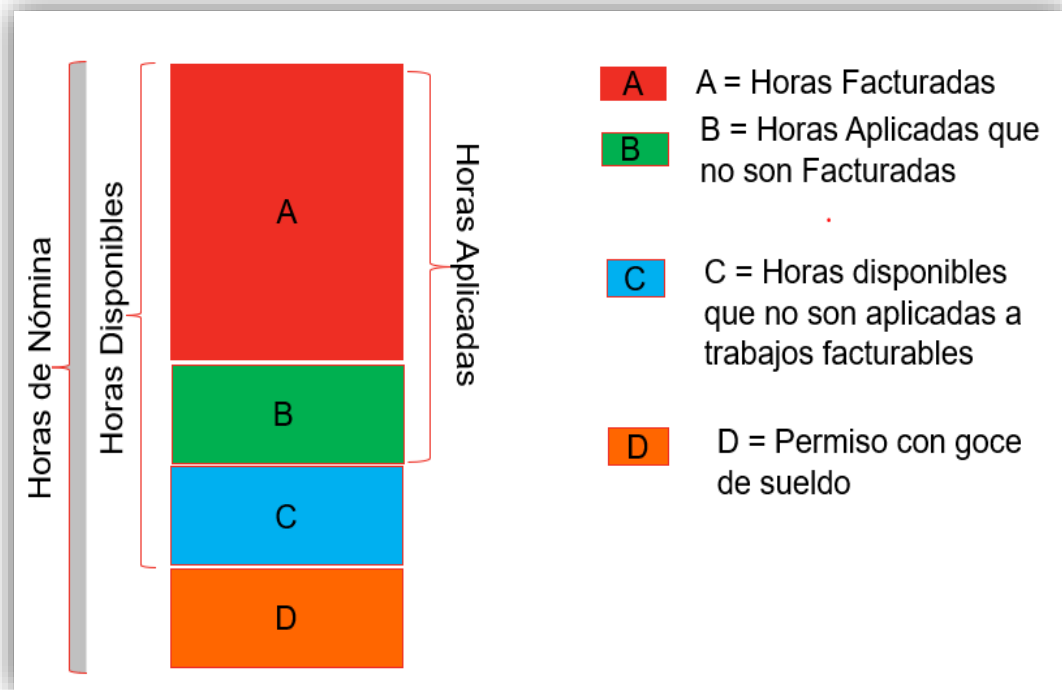 Horas de Nómina
Horas Disponibles
A
B
C
D
Horas Aplicadas
A
A = Horas Facturadas
B
B = Horas Aplicadas que
no son Facturadas
C
C = Horas disponibles
que no son aplicadas a
trabajos facturables
D
D = Permiso con goce
de sueldo